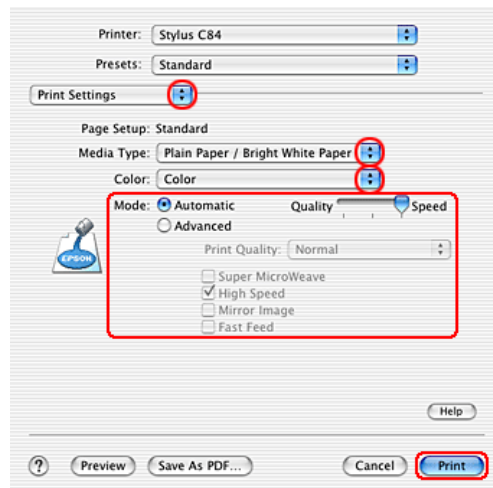 Printer: Stylus C84
Presets: Standard
Print Settings
Page Setup: Standard
Media Type: Plain Paper / Bright White Paper
Color: Color
Mode: Automatic Quality Speed
Advanced
Print Quality: Normal
Super MicroWeave
High Speed
Mirror Image
Fast Feed
EPSON
Help
? Preview Save As PDF... Cancel Print